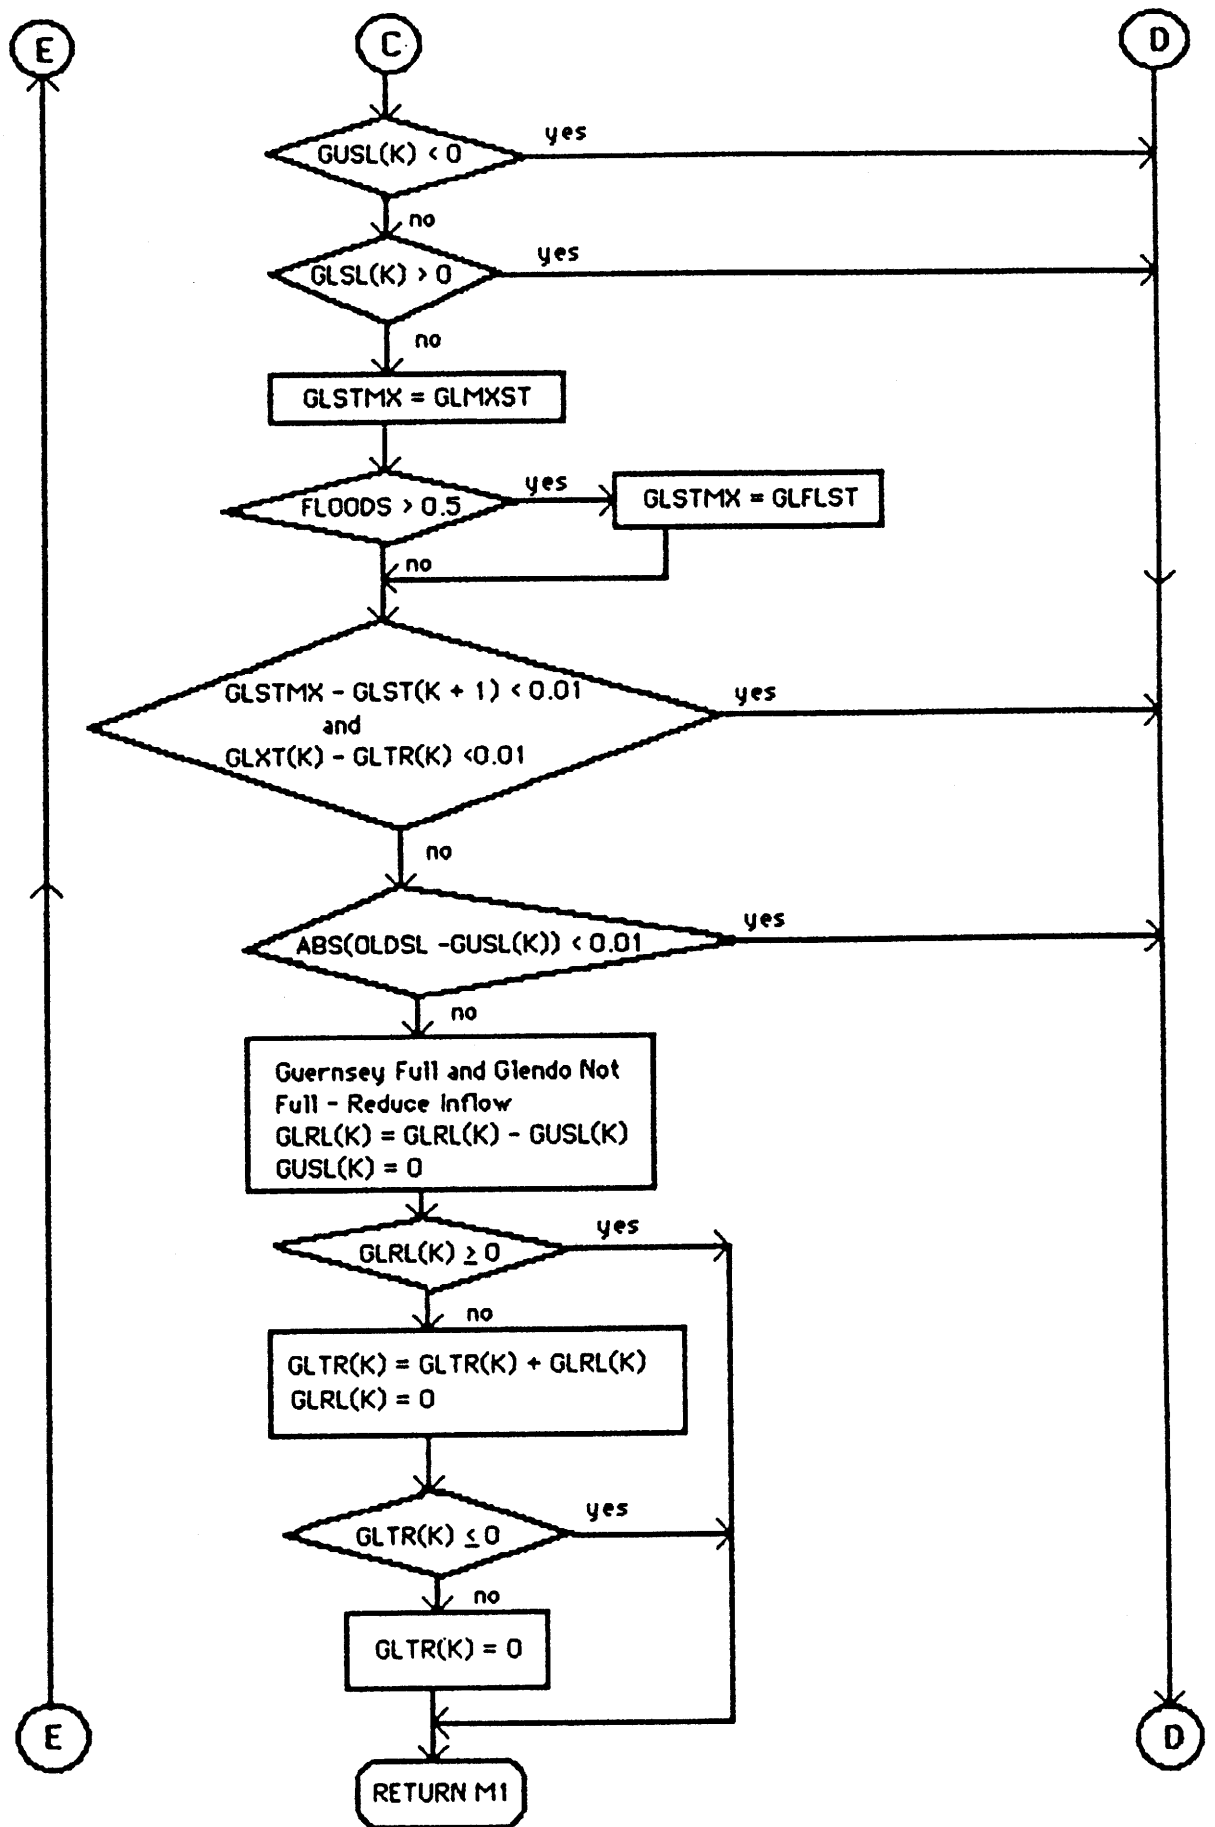 E
C
D
GUSL(K) < 0
yes
no
GLSL(K) > 0
yes
no
GLSTMX = GLMXST
FLOODS > 0.5
yes
GLSTMX = GLFLST
no
GLSTMX - GLST(K + 1) < 0.01
and
GLXT(K) - GLTR(K) <0.01
yes
no
ABS(OLDSL -GUSL(K)) < 0.01
yes
no
Guernsey Full and Glendo Not
Full - Reduce Inflow
GLRL(K) = GLRL(K) - GUSL(K)
GUSL(K) = 0
GLRL(K) ≥ 0
yes
no
GLTR(K) = GLTR(K) + GLRL(K)
GLRL(K) = 0
GLTR(K) ≤ 0
yes
no
GLTR(K) = 0
E
D
RETURN M1